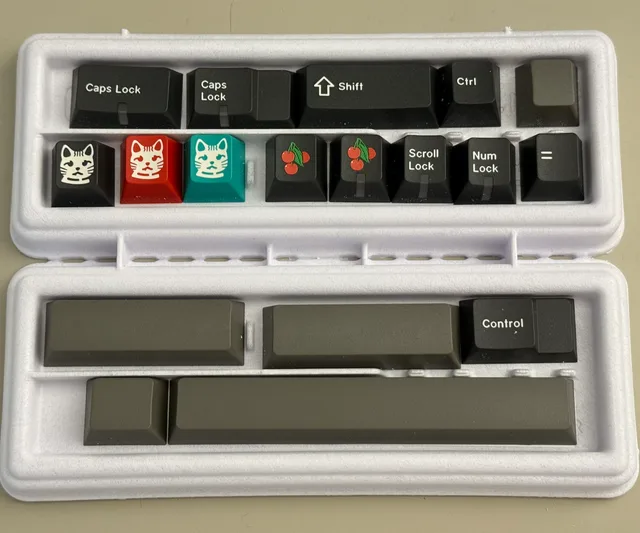 Caps Lock
Caps
Lock
Shift
Ctrl
Scroll
Lock
Num
Lock
=
Control